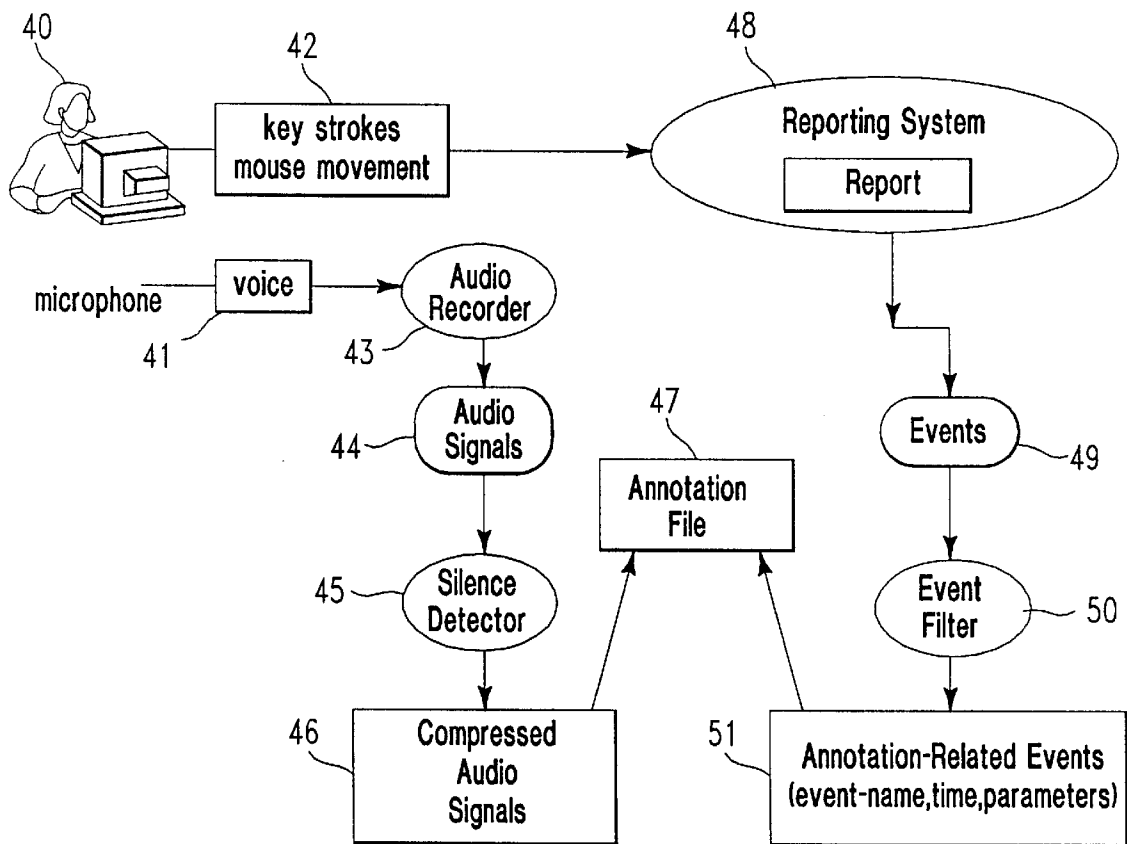 40
42
48
key strokes
mouse movement
Reporting System
Report
microphone
voice
41
Audio
Recorder
43
Audio
Signals
44
47
Annotation
File
Events
49
45
Silence
Detector
Event
Filter
50
46
Compressed
Audio
Signals
51
Annotation-Related Events
(event-name,time,parameters)